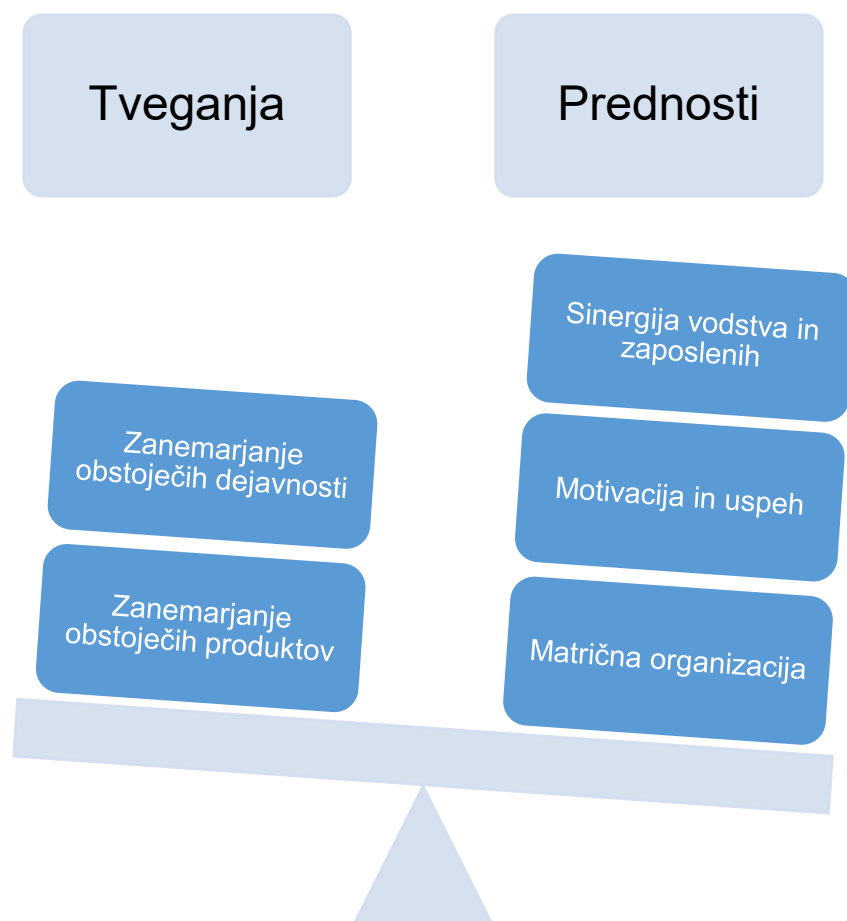 Tveganja
Prednosti
Sinergija vodstva in
zaposlenih
Zanemarjanje
obstoječih dejavnosti
Motivacija in uspeh
Zanemarjanje
obstoječih produktov
Matrična organizacija